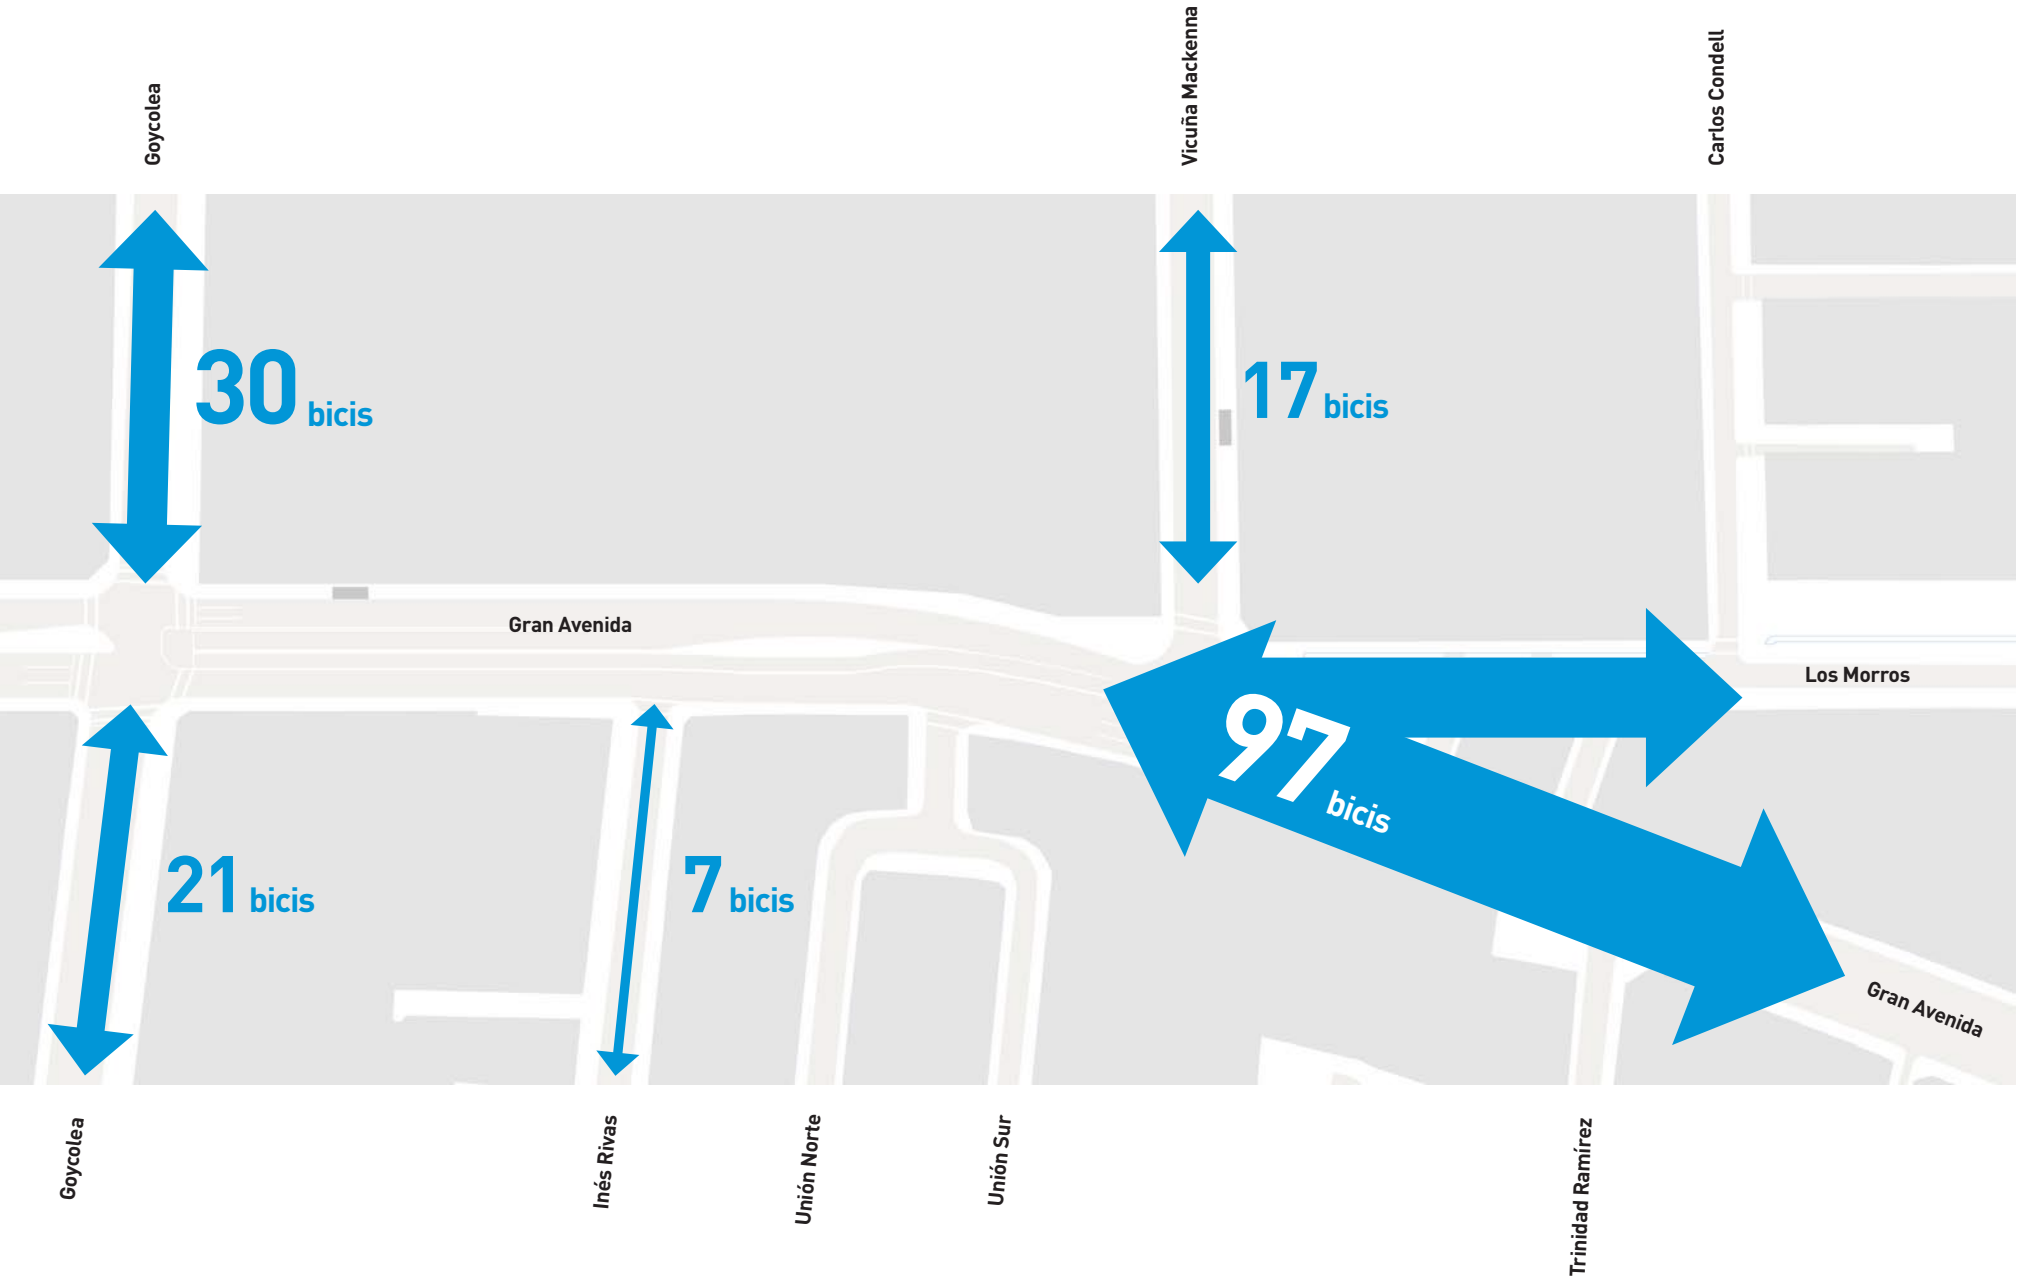 Goycolea
Vicuña Mackenna
Carlos Condell
30 bicis
17 bicis
Gran Avenida
Los Morros
97 bicis
21 bicis
7 bicis
Gran Avenida
Goycolea
Inés Rivas
Unión Norte
Unión Sur
Trinidad Ramírez